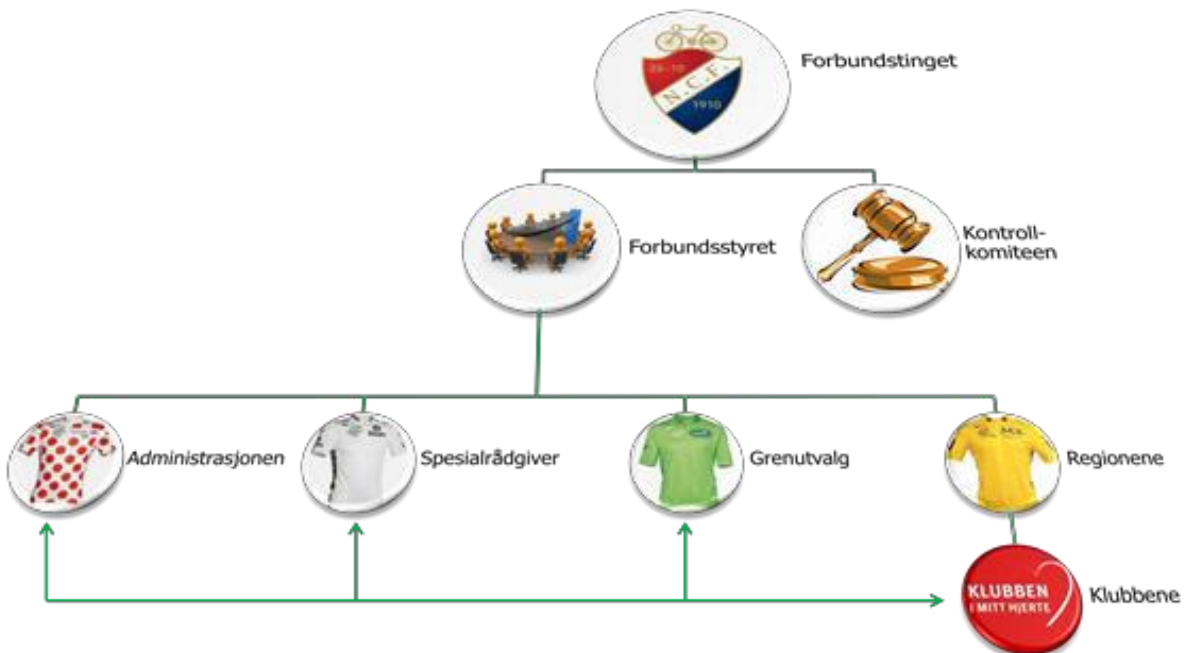 N.C.F.
1910
Forbundstinget
Forbundsstyret
Kontroll-
komiteen
Administrasjonen
Spesialrådgiver
Grenutvalg
Regionene
KLUBBEN
I MITT HJERTE
Klubbene